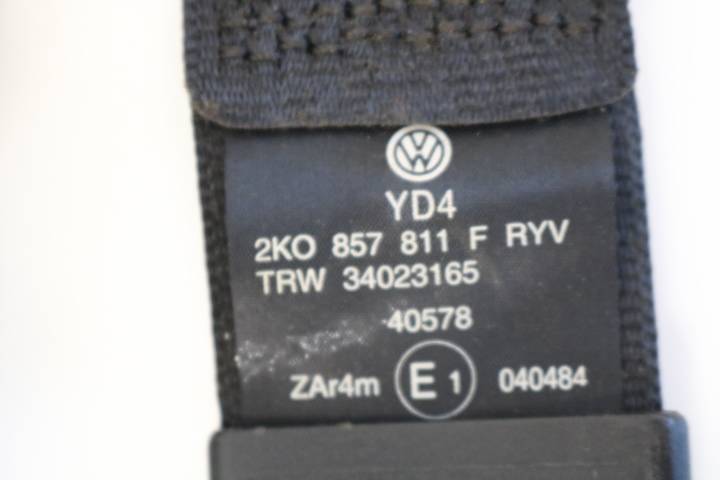 YD4
2KO 857 811 F RYV
TRW 34023165
40578
ZAr4m E 1 040484